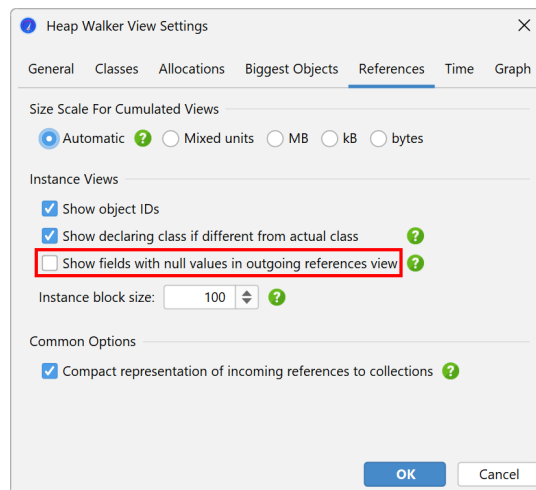 Heap Walker View Settings
General Classes Allocations Biggest Objects References Time Graph
Size Scale For Cumulated Views
Automatic ? Mixed units MB kB bytes
Instance Views
Show object IDs
Show declaring class if different from actual class ?
Show fields with null values in outgoing references view ?
Instance block size: 100 ?
Common Options
Compact representation of incoming references to collections ?
OK Cancel